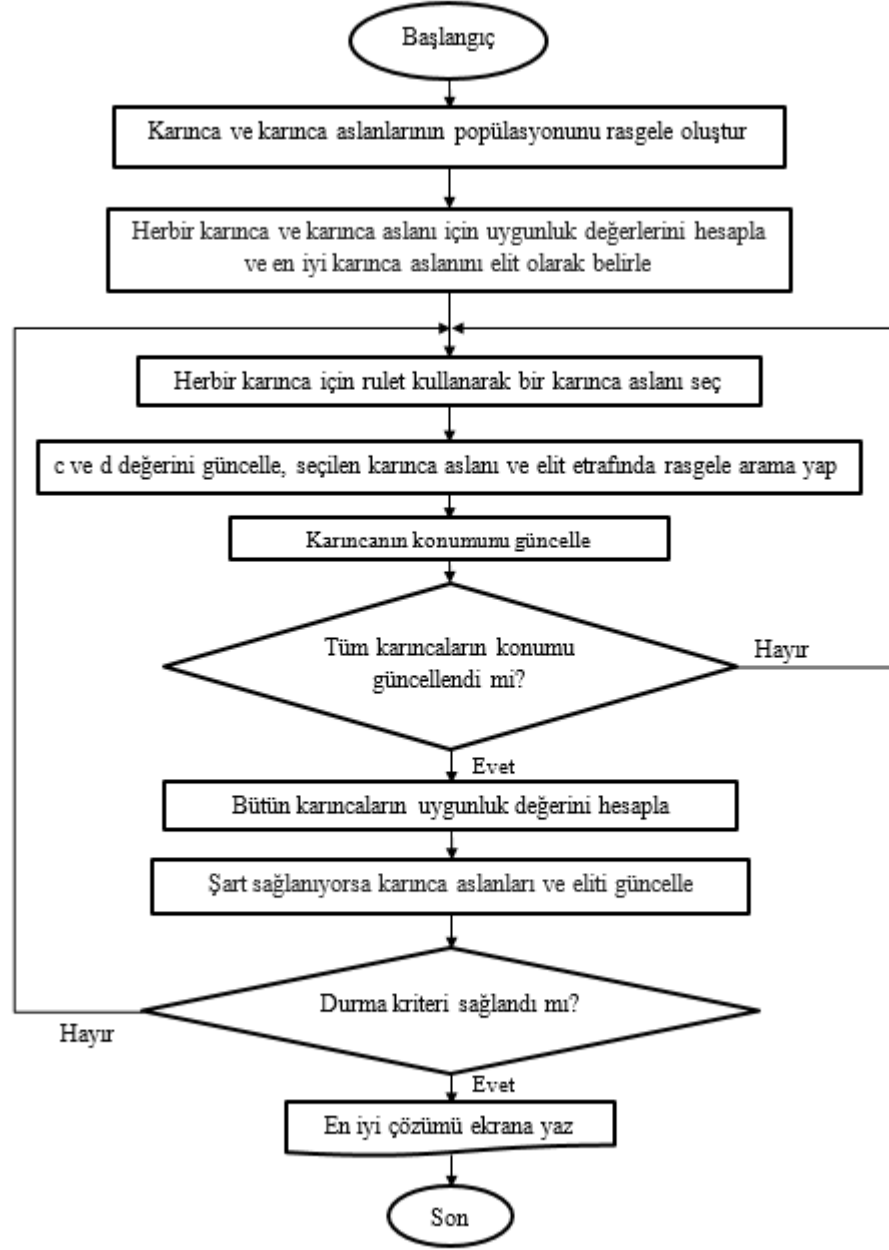 Başlangıç
Karınca ve karınca aslanlarının popülasyonunu rasgele oluştur
Herbir karınca ve karınca aslanı için uygunluk değerlerini hesapla
ve en iyi karınca aslanını elit olarak belirle
Herbir karınca için rulet kullanarak bir karınca aslanı seç
c ve d değerini güncelle, seçilen karınca aslanı ve elit etrafında rasgele arama yap
Karıncanın konumunu güncelle
Tüm karıncaların konumu
güncellendi mi?
Hayır
Evet
Bütün karıncaların uygunluk değerini hesapla
Şart sağlanıyorsa karınca aslanları ve eliti güncelle
Durma kriteri sağlandı mı?
Hayır
Evet
En iyi çözümü ekrana yaz
Son